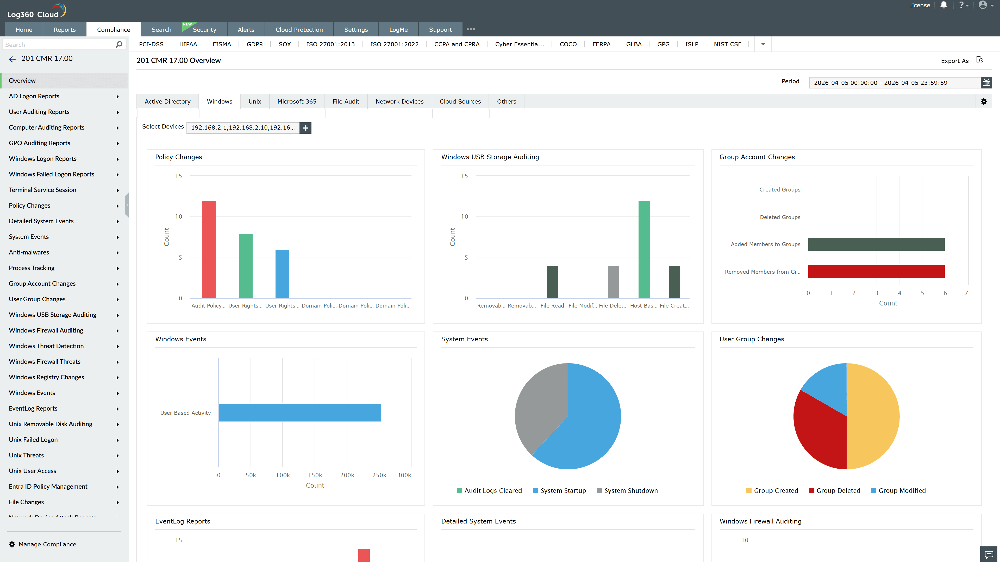 License
?
Log360 Cloud
Home
Reports
Compliance
Search
NEW
Security
Alerts
Cloud Protection
Settings
LogMe
Support
Search
PCI-DSS
HIPAA
FISMA
GDPR
SOX
ISO 27001:2013
ISO 27001:2022
CCPA and CPRA
Cyber Essentia...
COCO
FERPA
GLBA
GPG
ISLP
NIST CSF
201 CMR 17.00
Overview
AD Logon Reports
User Auditing Reports
Computer Auditing Reports
GPO Auditing Reports
Windows Logon Reports
Windows Failed Logon Reports
Terminal Service Session
Policy Changes
Detailed System Events
System Events
Anti-malwares
Process Tracking
Group Account Changes
User Group Changes
Windows USB Storage Auditing
Windows Firewall Auditing
Windows Threat Detection
Windows Firewall Threats
Windows Registry Changes
Windows Events
EventLog Reports
Unix Removable Disk Auditing
Unix Failed Logon
Unix Threats
Unix User Access
Entra ID Policy Management
File Changes
Manage Compliance
201 CMR 17.00 Overview
Export As
Period
2026-04-05 00:00:00 - 2026-04-05 23:59:59
Active Directory
Windows
Unix
Microsoft 365
File Audit
Network Devices
Cloud Sources
Others
Select Devices
192.168.2.1,192.168.2.10,192.16...
Policy Changes
15
10
5
0
Count
Audit Policy...
User Rights...
User Rights...
Domain Poli...
Domain Poli...
Domain Poli...
Windows USB Storage Auditing
15
10
5
0
Count
Removab...
Removab...
File Read
File Modif...
File Delet...
Host Bas...
File Creat...
Group Account Changes
Created Groups
Deleted Groups
Added Members to Groups
Removed Members from Gr...
0
1
2
3
4
5
6
7
Count
Windows Events
User Based Activity
0
50k
100k
150k
200k
250k
300k
Count
System Events
Audit Logs Cleared
System Startup
System Shutdown
User Group Changes
Group Created
Group Deleted
Group Modified
EventLog Reports
15
Detailed System Events
Windows Firewall Auditing
10